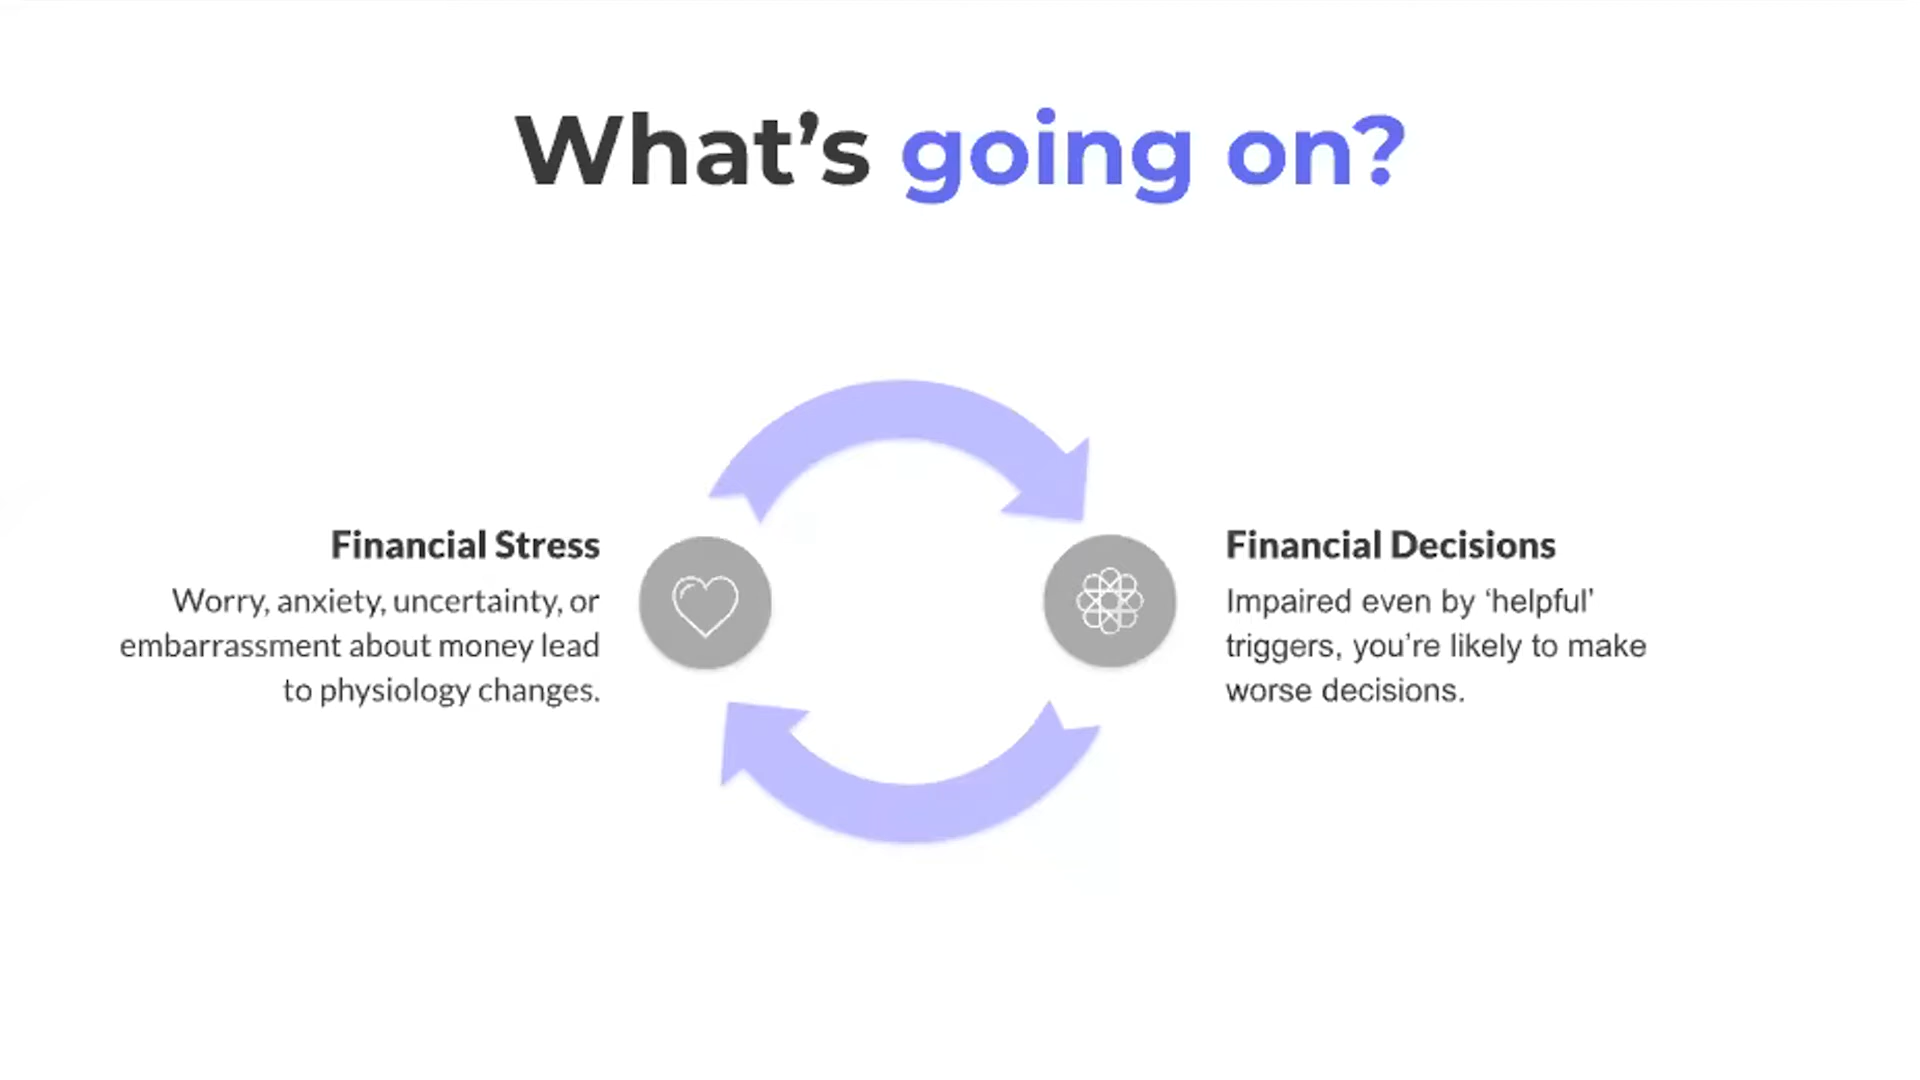 What’s going on?
Financial Stress
Worry, anxiety, uncertainty, or
embarrassment about money lead
to physiology changes.
Financial Decisions
Impaired even by ‘helpful’
triggers, you’re likely to make
worse decisions.